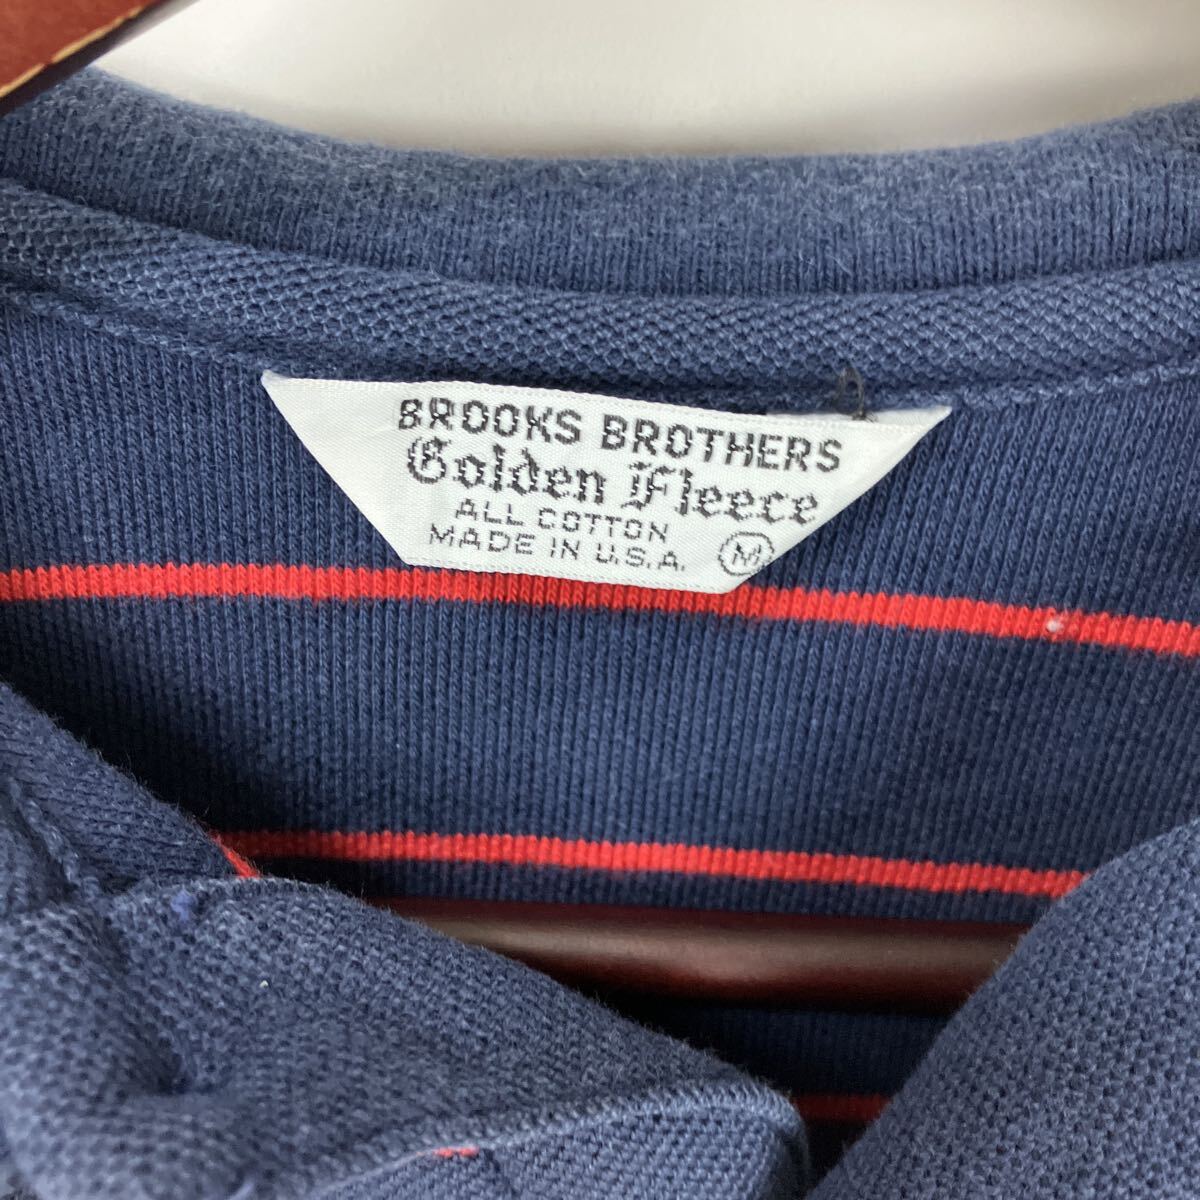 BROOKS BROTHERS
Golden Fleece
ALL COTTON
MADE IN U.S.A. M